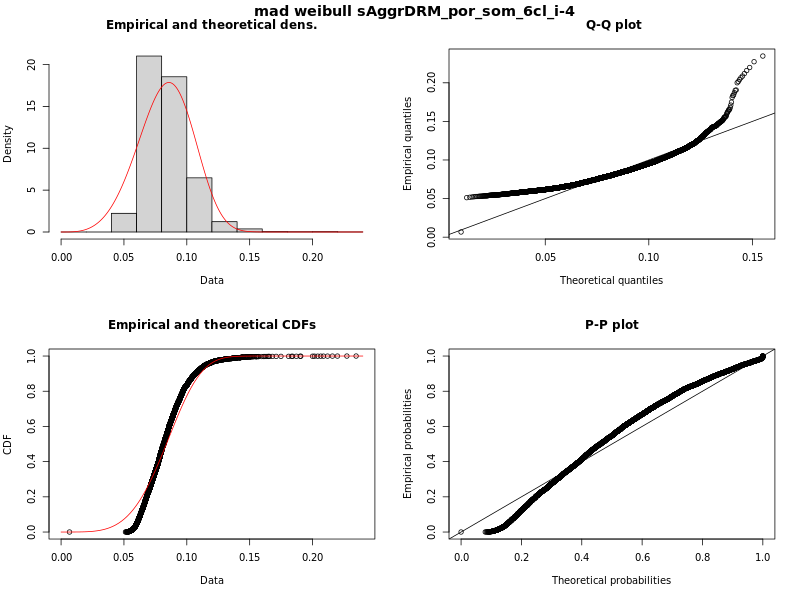 mad weibull sAggrDRM_por_som_6cl_i-4
Empirical and theoretical dens.
Density
0 5 10 15 20
0.00 0.05 0.10 0.15 0.20
Data
Q-Q plot
Empirical quantiles
0.00 0.05 0.10 0.15 0.20
0.05 0.10 0.15
Theoretical quantiles
Empirical and theoretical CDFs
CDF
0.0 0.2 0.4 0.6 0.8 1.0
0.00 0.05 0.10 0.15 0.20
Data
P-P plot
Empirical probabilities
0.0 0.2 0.4 0.6 0.8 1.0
0.0 0.2 0.4 0.6 0.8 1.0
Theoretical probabilities